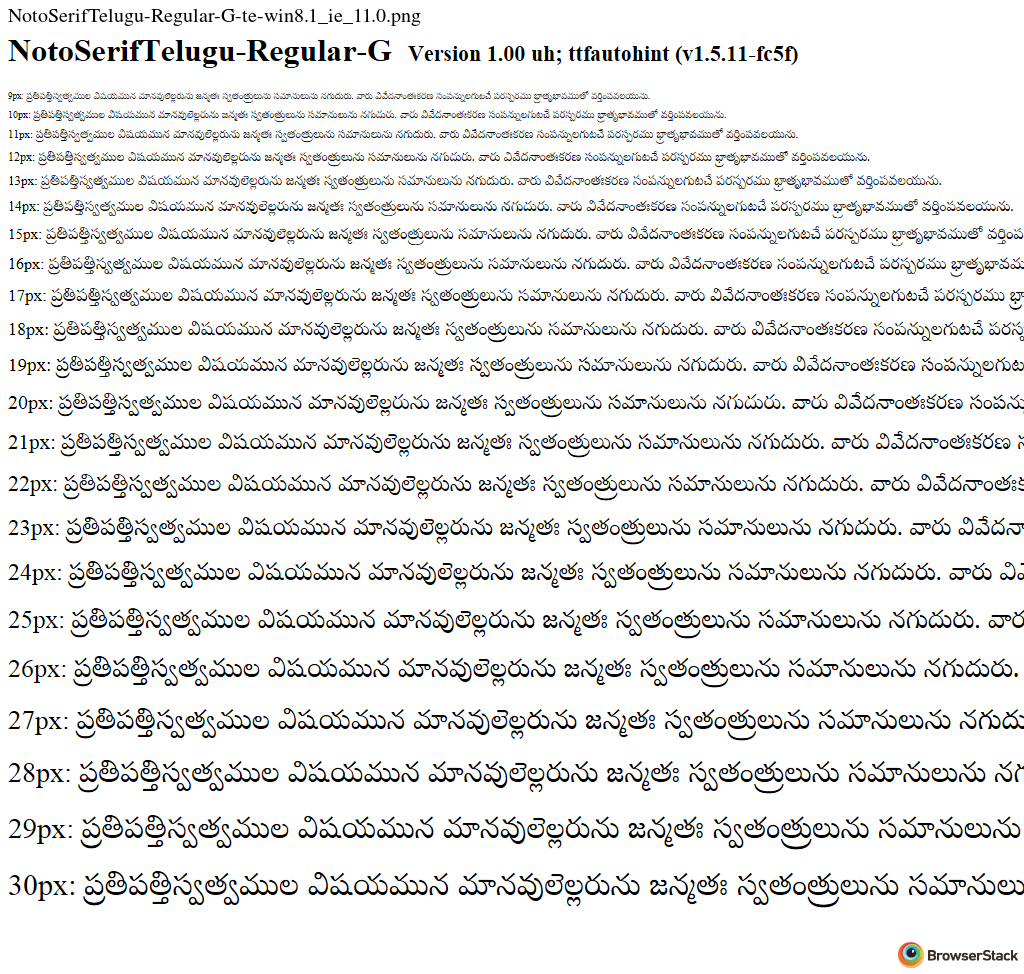 NotoSerifTelugu-Regular-G-te-win8.1_ie_11.0.png
NotoSerifTelugu-Regular-G Version 1.00 uh; ttfautohint (v1.5.11-fc5f)
9px: ప్రతిపత్తిస్వత్వముల విషయమున మానవులెల్లరును జన్మతః స్వతంత్రులును సమానులును నగుదురు. వారు వివేదనాంతఃకరణ సంపన్నులగుటచే పరస్పరము భ్రాతృభావముతో వర్తింపవలయును.
10px: ప్రతిపత్తిస్వత్వముల విషయమున మానవులెల్లరును జన్మతః స్వతంత్రులును సమానులును నగుదురు. వారు వివేదనాంతఃకరణ సంపన్నులగుటచే పరస్పరము భ్రాతృభావముతో వర్తింపవలయును.
11px: ప్రతిపత్తిస్వత్వముల విషయమున మానవులెల్లరును జన్మతః స్వతంత్రులును సమానులును నగుదురు. వారు వివేదనాంతఃకరణ సంపన్నులగుటచే పరస్పరము భ్రాతృభావముతో వర్తింపవలయును.
12px: ప్రతిపత్తిస్వత్వముల విషయమున మానవులెల్లరును జన్మతః స్వతంత్రులును సమానులును నగుదురు. వారు వివేదనాంతఃకరణ సంపన్నులగుటచే పరస్పరము భ్రాతృభావముతో వర్తింపవలయును.
13px: ప్రతిపత్తిస్వత్వముల విషయమున మానవులెల్లరును జన్మతః స్వతంత్రులును సమానులును నగుదురు. వారు వివేదనాంతఃకరణ సంపన్నులగుటచే పరస్పరము భ్రాతృభావముతో వర్తింపవలయును.
14px: ప్రతిపత్తిస్వత్వముల విషయమున మానవులెల్లరును జన్మతః స్వతంత్రులును సమానులును నగుదురు. వారు వివేదనాంతఃకరణ సంపన్నులగుటచే పరస్పరము భ్రాతృభావముతో వర్తింపవలయును.
15px: ప్రతిపత్తిస్వత్వముల విషయమున మానవులెల్లరును జన్మతః స్వతంత్రులును సమానులును నగుదురు. వారు వివేదనాంతఃకరణ సంపన్నులగుటచే పరస్పరము భ్రాతృభావముతో వర్తింప
16px: ప్రతిపత్తిస్వత్వముల విషయమున మానవులెల్లరును జన్మతః స్వతంత్రులును సమానులును నగుదురు. వారు వివేదనాంతఃకరణ సంపన్నులగుటచే పరస్పరము భ్రాతృభావము
17px: ప్రతిపత్తిస్వత్వముల విషయమున మానవులెల్లరును జన్మతః స్వతంత్రులును సమానులును నగుదురు. వారు వివేదనాంతఃకరణ సంపన్నులగుటచే పరస్పరము భ్రా
18px: ప్రతిపత్తిస్వత్వముల విషయమున మానవులెల్లరును జన్మతః స్వతంత్రులును సమానులును నగుదురు. వారు వివేదనాంతఃకరణ సంపన్నులగుటచే పరస్ప
19px: ప్రతిపత్తిస్వత్వముల విషయమున మానవులెల్లరును జన్మతః స్వతంత్రులును సమానులును నగుదురు. వారు వివేదనాంతఃకరణ సంపన్నులగుట
20px: ప్రతిపత్తిస్వత్వముల విషయమున మానవులెల్లరును జన్మతః స్వతంత్రులును సమానులును నగుదురు. వారు వివేదనాంతఃకరణ సంపన్ను
21px: ప్రతిపత్తిస్వత్వముల విషయమున మానవులెల్లరును జన్మతః స్వతంత్రులును సమానులును నగుదురు. వారు వివేదనాంతఃకరణ
22px: ప్రతిపత్తిస్వత్వముల విషయమున మానవులెల్లరును జన్మతః స్వతంత్రులును సమానులును నగుదురు. వారు వివేదనాంతఃక
23px: ప్రతిపత్తిస్వత్వముల విషయమున మానవులెల్లరును జన్మతః స్వతంత్రులును సమానులును నగుదురు. వారు వివేదనా
24px: ప్రతిపత్తిస్వత్వముల విషయమున మానవులెల్లరును జన్మతః స్వతంత్రులును సమానులును నగుదురు. వారు వివే
25px: ప్రతిపత్తిస్వత్వముల విషయమున మానవులెల్లరును జన్మతః స్వతంత్రులును సమానులును నగుదురు. వారు
26px: ప్రతిపత్తిస్వత్వముల విషయమున మానవులెల్లరును జన్మతః స్వతంత్రులును సమానులును నగుదురు.
27px: ప్రతిపత్తిస్వత్వముల విషయమున మానవులెల్లరును జన్మతః స్వతంత్రులును సమానులును నగుదు
28px: ప్రతిపత్తిస్వత్వముల విషయమున మానవులెల్లరును జన్మతః స్వతంత్రులును సమానులును నగ
29px: ప్రతిపత్తిస్వత్వముల విషయమున మానవులెల్లరును జన్మతః స్వతంత్రులును సమానులును
30px: ప్రతిపత్తిస్వత్వముల విషయమున మానవులెల్లరును జన్మతః స్వతంత్రులును సమానులు
BrowserStack